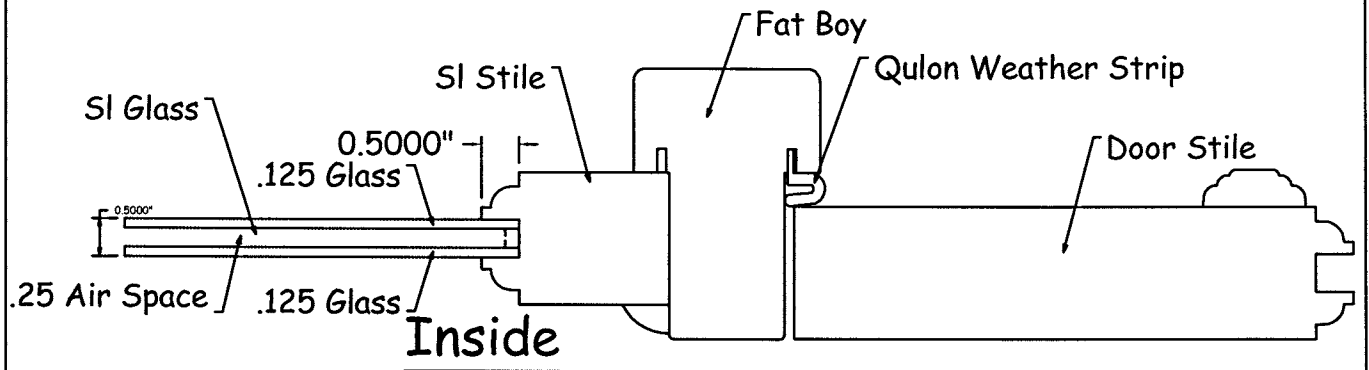 Fat Boy
Sl Stile
Qulon Weather Strip
Sl Glass
0.5000"
Door Stile
.125 Glass
0.5000"
.25 Air Space
.125 Glass
Inside